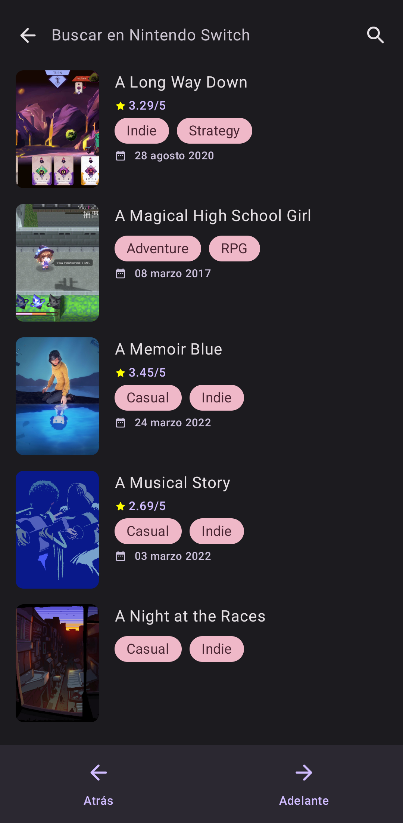 Buscar en Nintendo Switch
A Long Way Down
3.29/5
Indie Strategy
28 agosto 2020
A Magical High School Girl
Adventure RPG
08 marzo 2017
A Memoir Blue
3.45/5
Casual Indie
24 marzo 2022
A Musical Story
2.69/5
Casual Indie
03 marzo 2022
A Night at the Races
Casual Indie
Atrás Adelante